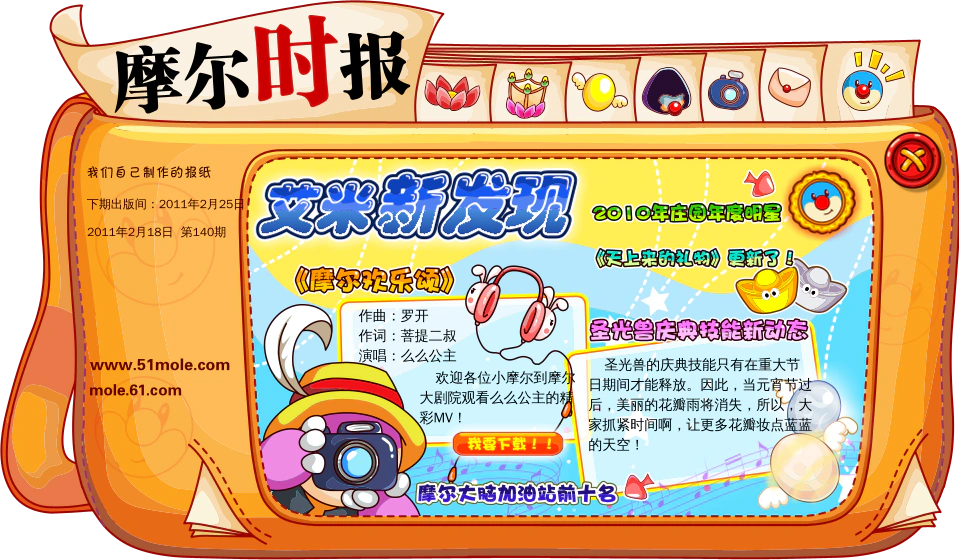 摩尔时报
我们自己制作的报纸
下期出版间：2011年2月25日
2011年2月18日 第140期
www.51mole.com
mole.61.com
艾米新发现
2010年庄园年度明星
《天上来的礼物》更新了！
《摩尔欢乐颂》
作曲：罗开
作词：菩提二叔
演唱：么么公主
欢迎各位小摩尔到摩尔
大剧院观看么么公主的精
彩MV！
我要下载！！
圣光兽庆典技能新动态
圣光兽的庆典技能只有在重大节
日期间才能释放。因此，当元宵节过
后，美丽的花瓣雨将消失，所以，大
家抓紧时间啊，让更多花瓣妆点蓝蓝
的天空！
摩尔大脑加油站前十名